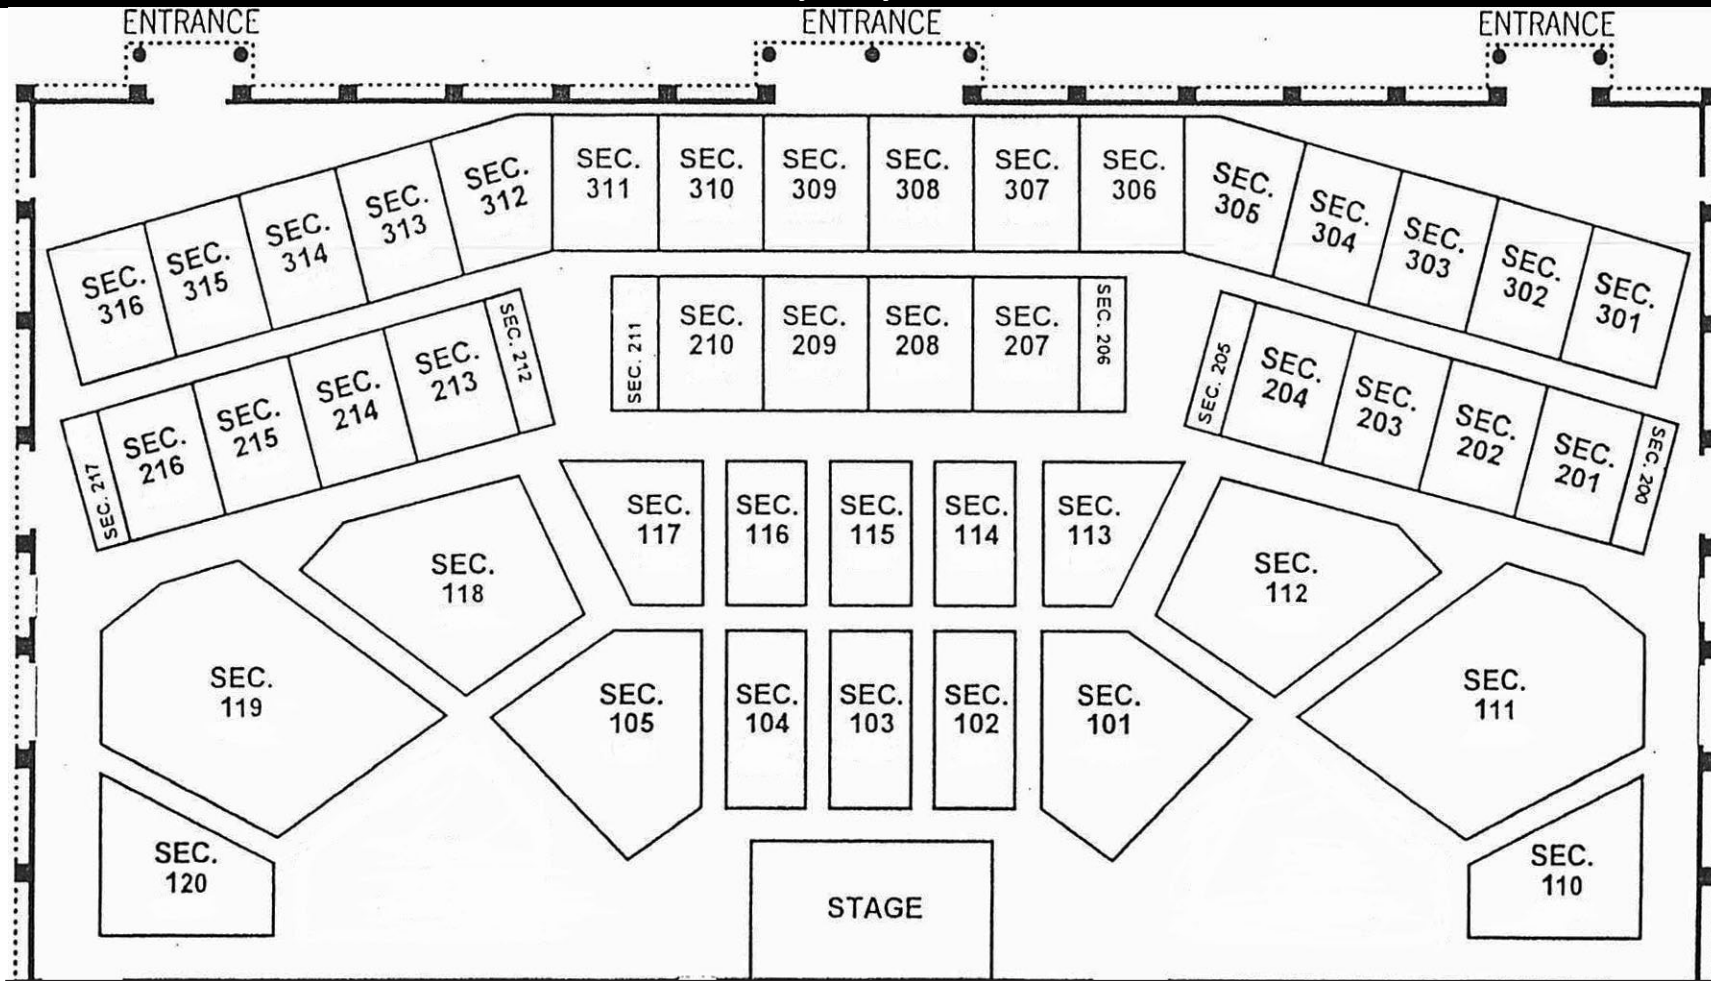 ENTRANCE
ENTRANCE
ENTRANCE
SEC.
316
SEC.
315
SEC.
314
SEC.
313
SEC.
312
SEC.
311
SEC.
310
SEC.
309
SEC.
308
SEC.
307
SEC.
306
SEC.
305
SEC.
304
SEC.
303
SEC.
302
SEC.
301
SEC. 217
SEC.
216
SEC.
215
SEC.
214
SEC.
213
SEC. 212
SEC. 211
SEC.
210
SEC.
209
SEC.
208
SEC.
207
SEC. 206
SEC. 205
SEC.
204
SEC.
203
SEC.
202
SEC.
201
SEC. 200
SEC.
119
SEC.
118
SEC.
117
SEC.
116
SEC.
115
SEC.
114
SEC.
113
SEC.
112
SEC.
111
SEC.
120
SEC.
105
SEC.
104
SEC.
103
SEC.
102
SEC.
101
SEC.
110
STAGE